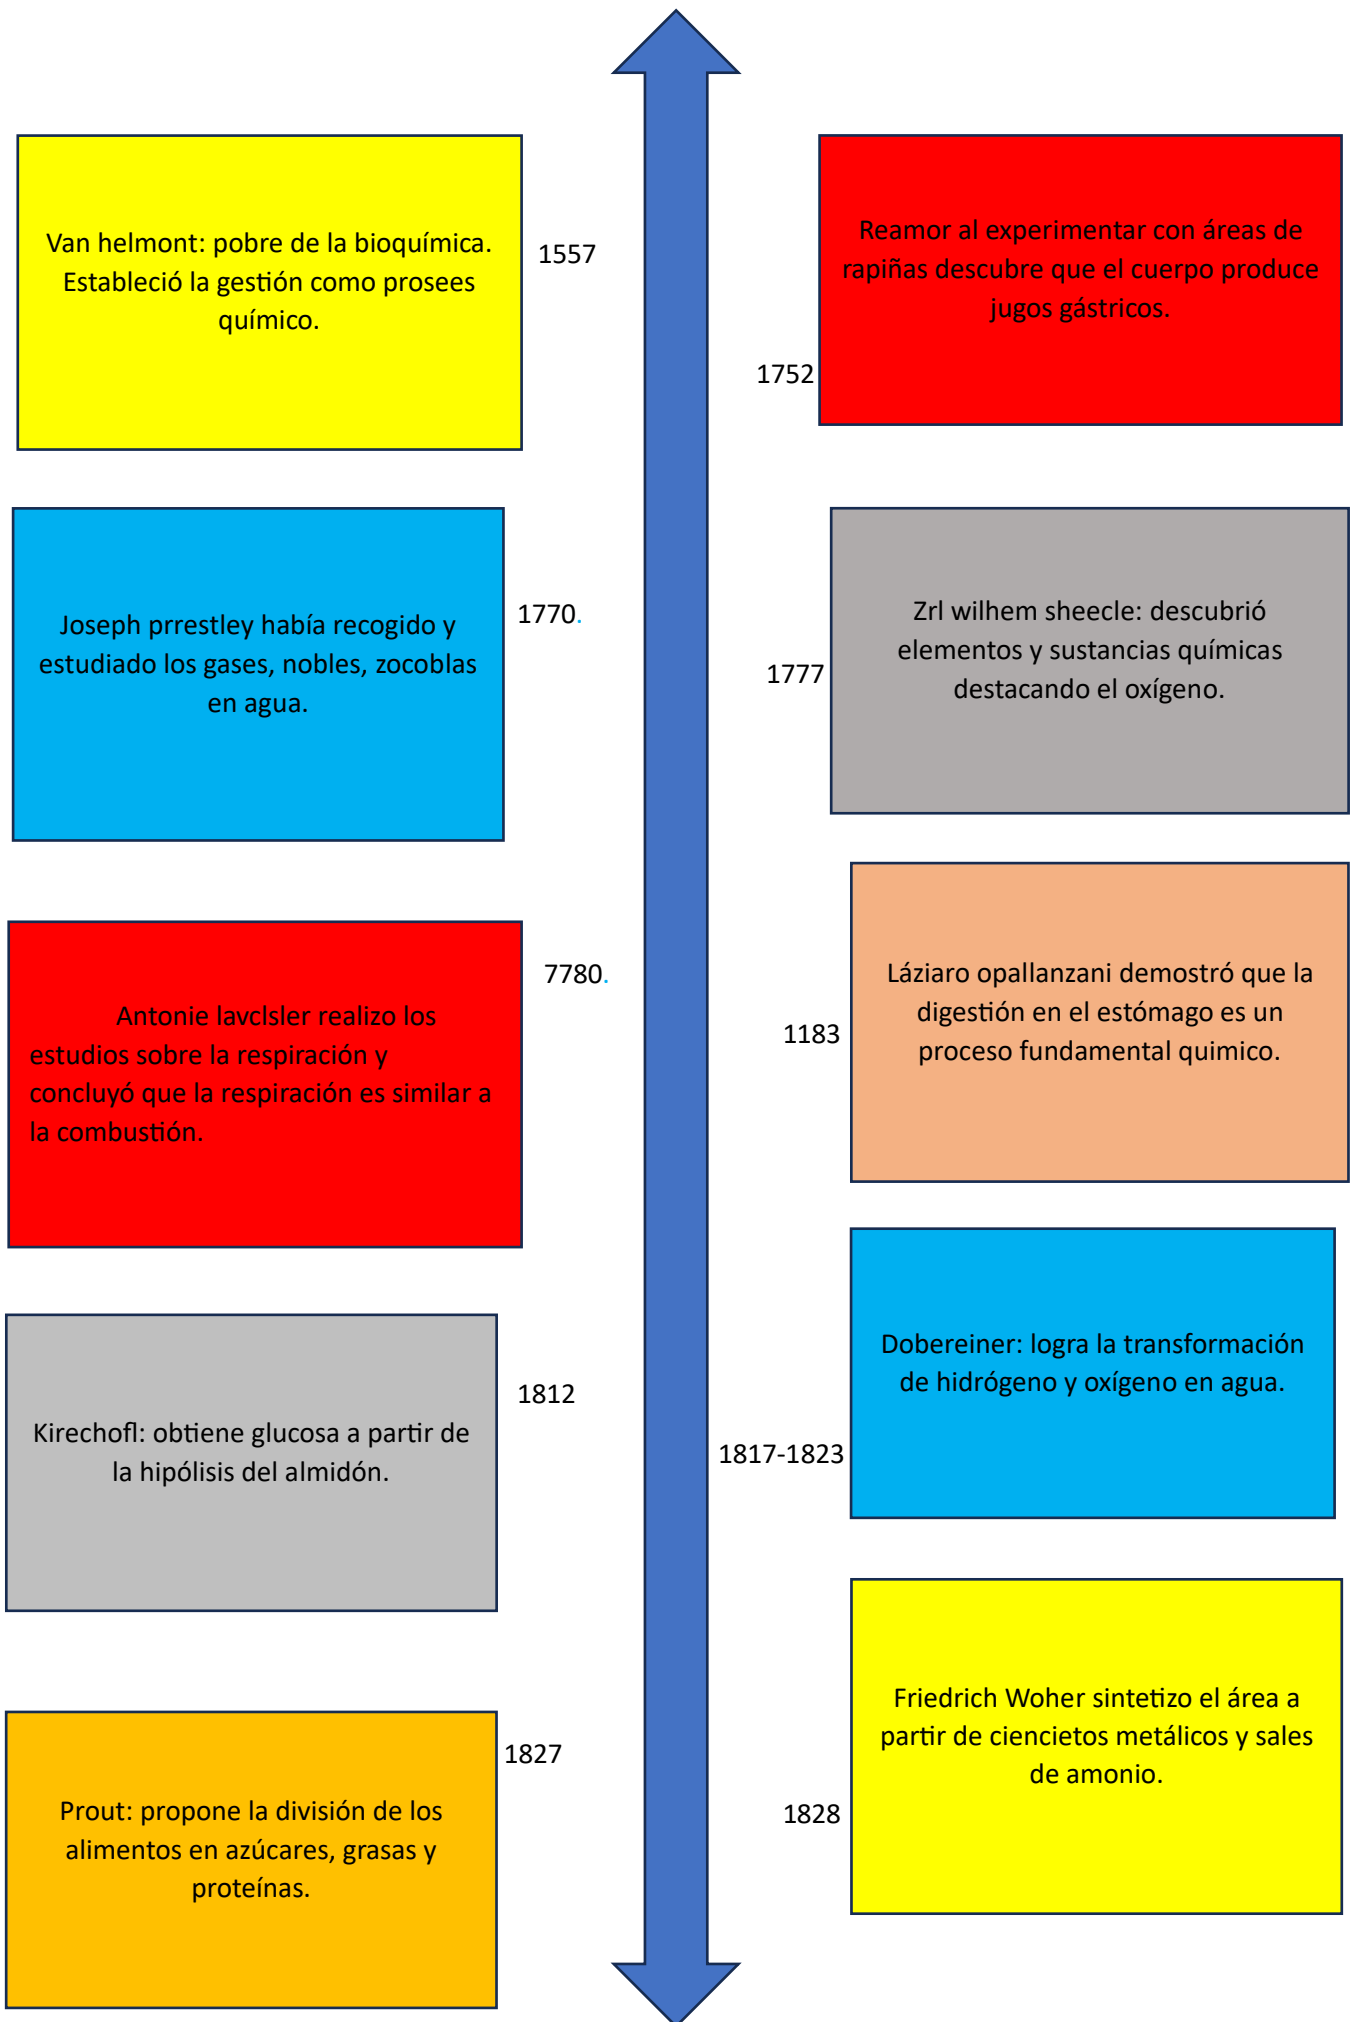 Van helmont: pobre de la bioquímica.
Estableció la gestión como prosees
químico.
1557
Reamor al experimentar con áreas de
rapiñas descubre que el cuerpo produce
jugos gástricos.
1752
Joseph prrestley había recogido y
estudiado los gases, nobles, zocoblas
en agua.
1770.
Zrl wilhem sheecle: descubrió
elementos y sustancias químicas
destacando el oxígeno.
1777
Antonie lavclsler realizo los
estudios sobre la respiración y
concluyó que la respiración es similar a
la combustión.
7780.
Láziaro opallanzani demostró que la
digestión en el estómago es un
proceso fundamental quimico.
1183
Kirechofl: obtiene glucosa a partir de
la hipólisis del almidón.
1812
Dobereiner: logra la transformación
de hidrógeno y oxígeno en agua.
1817-1823
Prout: propone la división de los
alimentos en azúcares, grasas y
proteínas.
1827
Friedrich Woher sintetizo el área a
partir de ciencietos metálicos y sales
de amonio.
1828